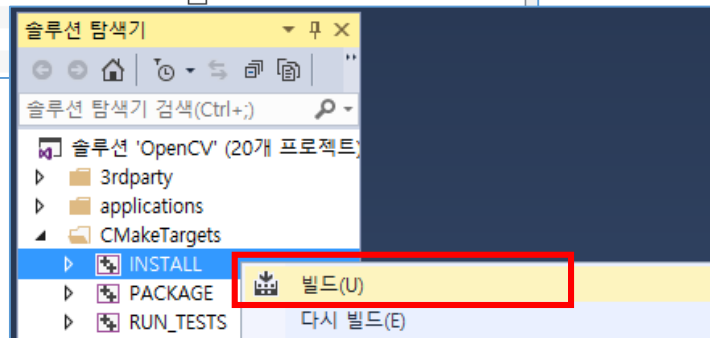 솔루션 탐색기
솔루션 탐색기 검색(Ctrl+;)
솔루션 'OpenCV' (20개 프로젝트)
3rdparty
applications
CMakeTargets
INSTALL
빌드(U)
PACKAGE
다시 빌드(E)
RUN_TESTS